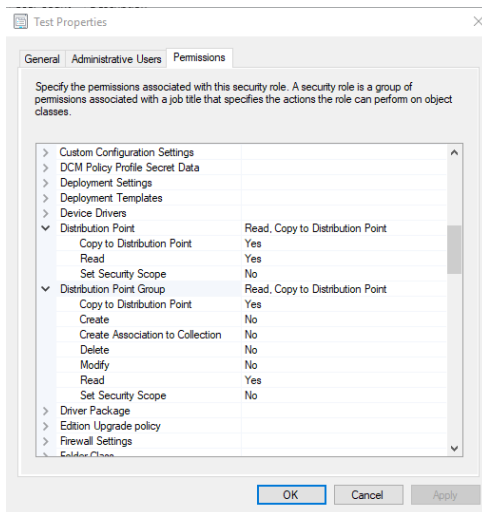 Test Properties
General Administrative Users Permissions
Specify the permissions associated with this security role. A security role is a group of
permissions associated with a job title that specifies the actions the role can perform on object
classes.
Custom Configuration Settings
DCM Policy Profile Secret Data
Deployment Settings
Deployment Templates
Device Drivers
Distribution Point Read, Copy to Distribution Point
Copy to Distribution Point Yes
Read Yes
Set Security Scope No
Distribution Point Group Read, Copy to Distribution Point
Copy to Distribution Point Yes
Create No
Create Association to Collection No
Delete No
Modify No
Read Yes
Set Security Scope No
Driver Package
Edition Upgrade policy
Firewall Settings
Folder Class
OK Cancel Apply